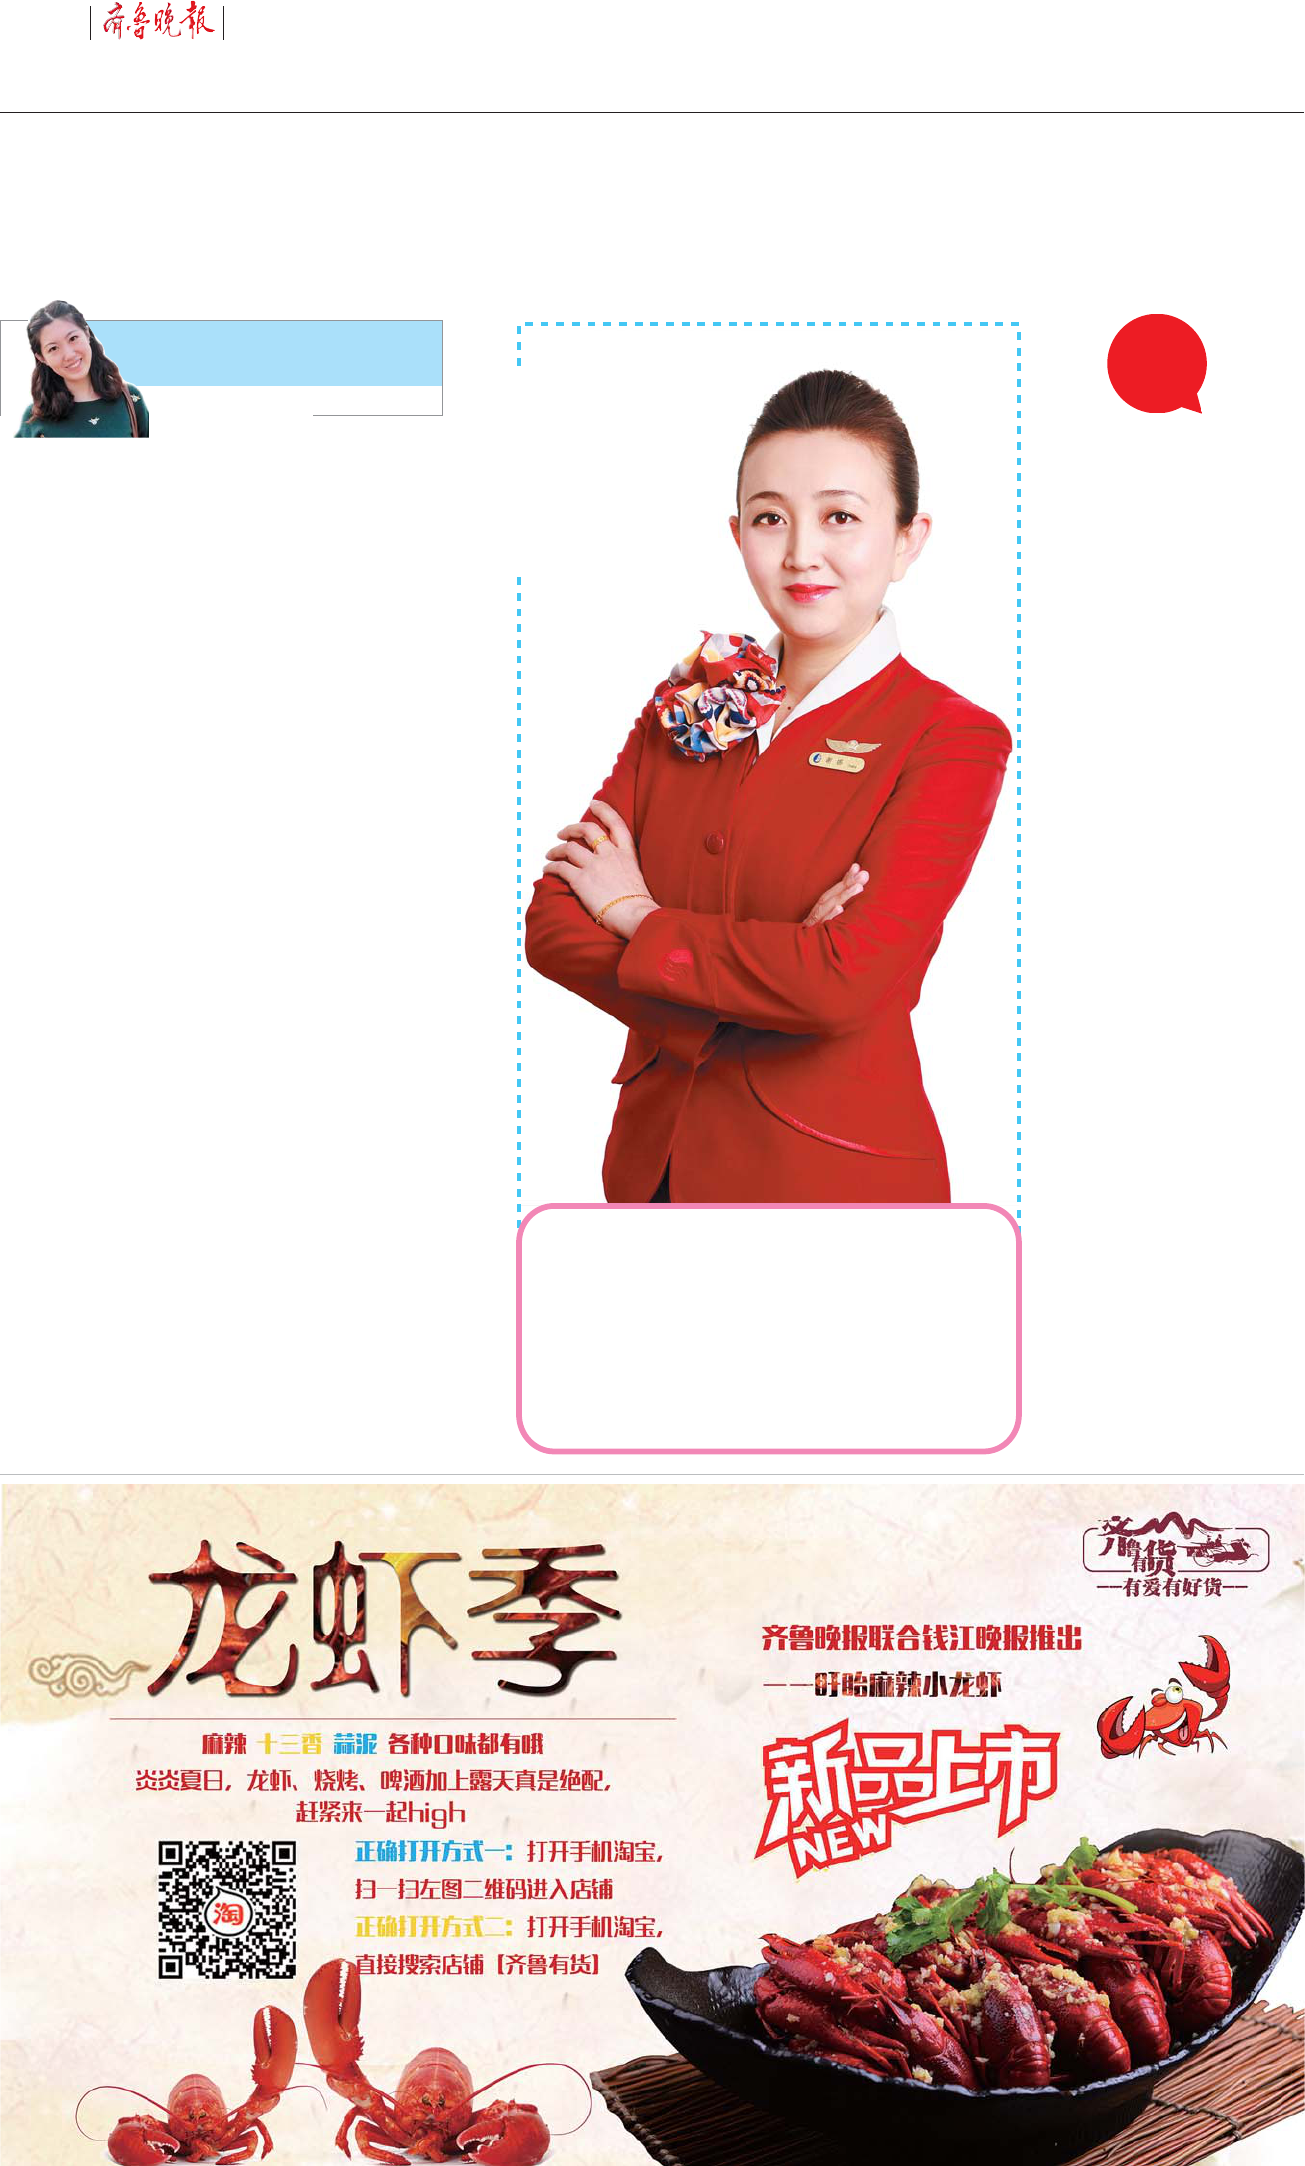 齐鲁晚报
龙虾季
麻辣 十三香 蒜泥 各种口味都有哦
炎炎夏日，龙虾、烧烤、啤酒加上露天真是绝配，
赶紧来一起high
正确打开方式一：打开手机淘宝，
扫一扫左图二维码进入店铺
正确打开方式二：打开手机淘宝，
直接搜索店铺【齐鲁有货】
淘
齐鲁有货
——有爱有好货——
齐鲁晚报联合钱江晚报推出
——盱眙麻辣小龙虾
新品上市
NEW